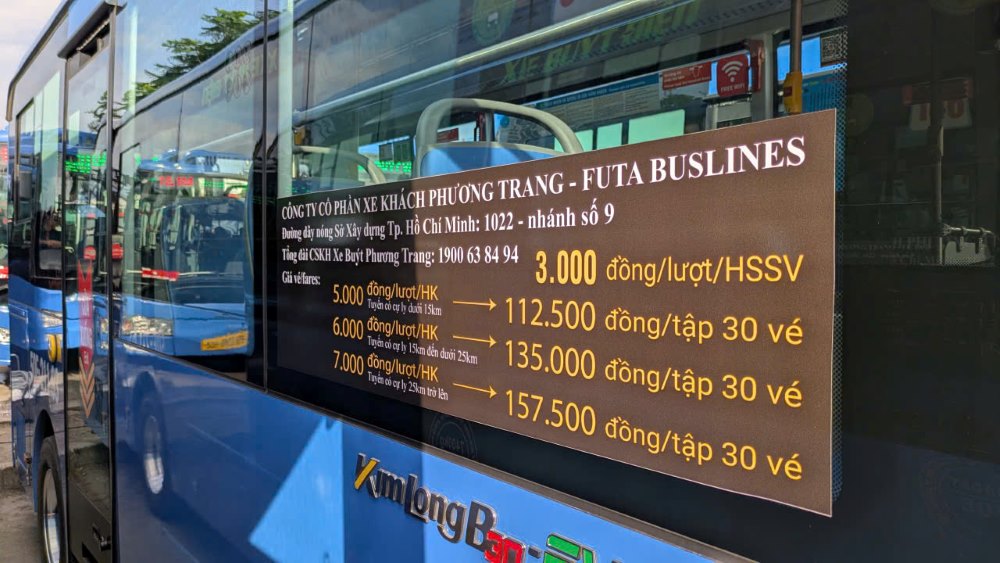 XE BUÝT ĐIỆN
FREE WIFI
CÔNG TY CỔ PHẦN XE KHÁCH PHƯƠNG TRANG - FUTA BUSLINES
Đường dây nóng Sở Xây dựng Tp. Hồ Chí Minh: 1022 - nhánh số 9
Tổng đài CSKH Xe Buýt Phương Trang: 1900 63 84 94
Giá vé/fares:
3.000 đồng/lượt/HSSV
5.000 đồng/lượt/HK → 112.500 đồng/tập 30 vé
Tuyến có cự ly dưới 15km
6.000 đồng/lượt/HK → 135.000 đồng/tập 30 vé
Tuyến có cự ly 15km đến dưới 25km
7.000 đồng/lượt/HK → 157.500 đồng/tập 30 vé
Tuyến có cự ly 25km trở lên
KimLongB30-